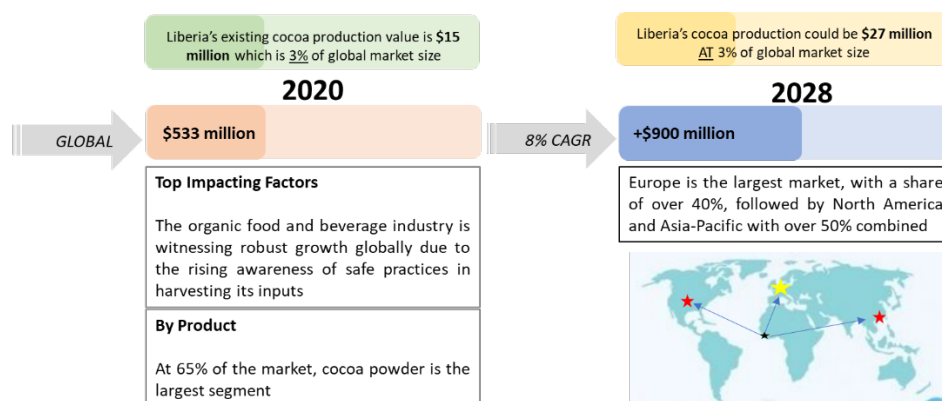 Liberia's existing cocoa production value is $15
million which is 3% of global market size
Liberia's cocoa production could be $27 million
AT 3% of global market size
2020
2028
GLOBAL
$533 million
8% CAGR
+$900 million
Top Impacting Factors
The organic food and beverage industry is
witnessing robust growth globally due to
the rising awareness of safe practices in
harvesting its inputs
By Product
At 65% of the market, cocoa powder is the
largest segment
Europe is the largest market, with a share
of over 40%, followed by North America
and Asia-Pacific with over 50% combined